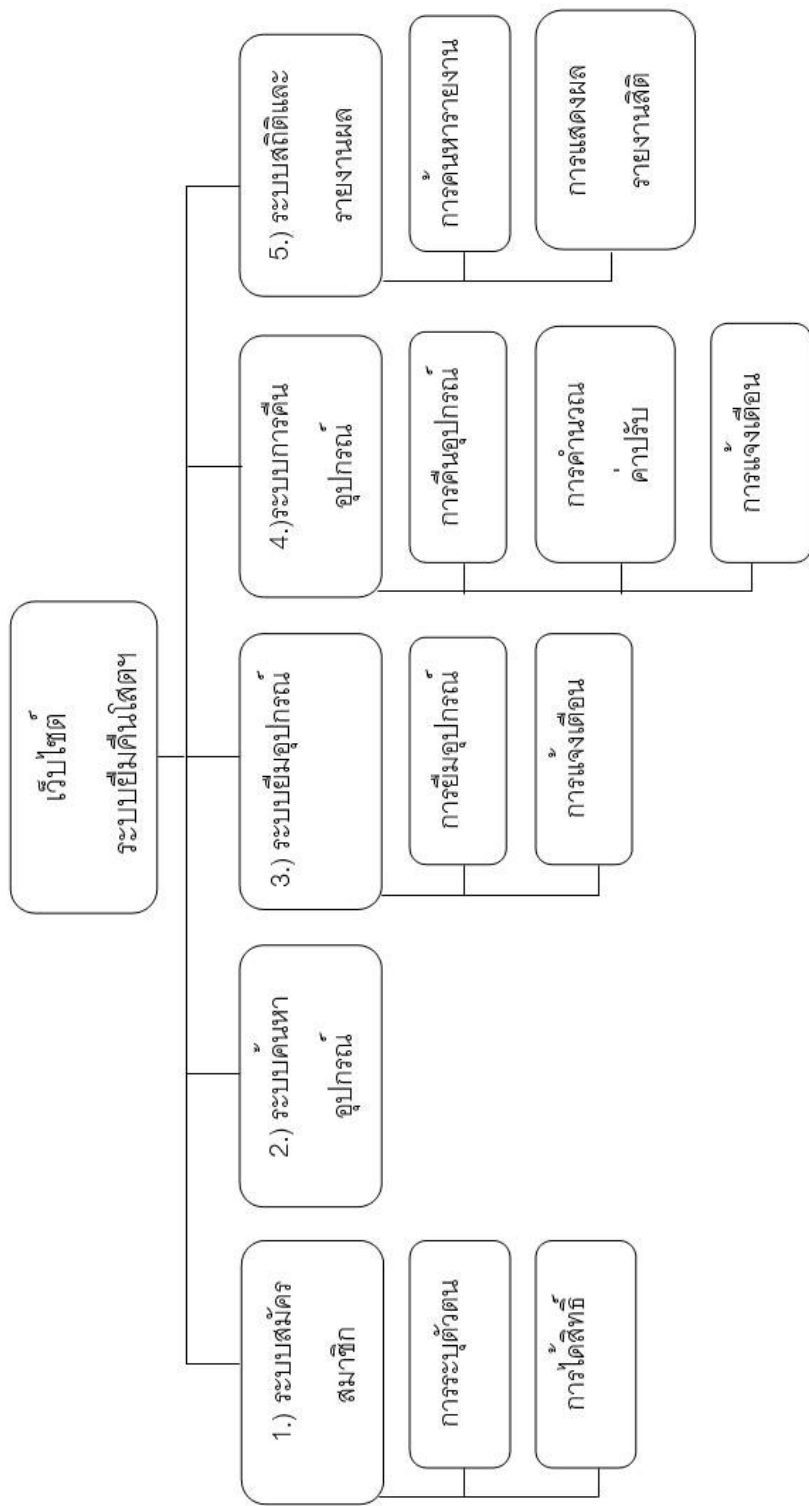 เว็บไซต์
ระบบยืมคืนโสตฯ
1.) ระบบสมัคร
สมาชิก
การระบุตัวตน
การได้สิทธิ์
2.) ระบบค้นหา
อุปกรณ์
3.) ระบบยืมอุปกรณ์
การยืมอุปกรณ์
การแจ้งเตือน
4.)ระบบการคืน
อุปกรณ์
การคืนอุปกรณ์
การคำนวณ
ค่าปรับ
การแจ้งเตือน
5.) ระบบสถิติและ
รายงานผล
การค้นหารายงาน
การแสดงผล
รายงานสิติ